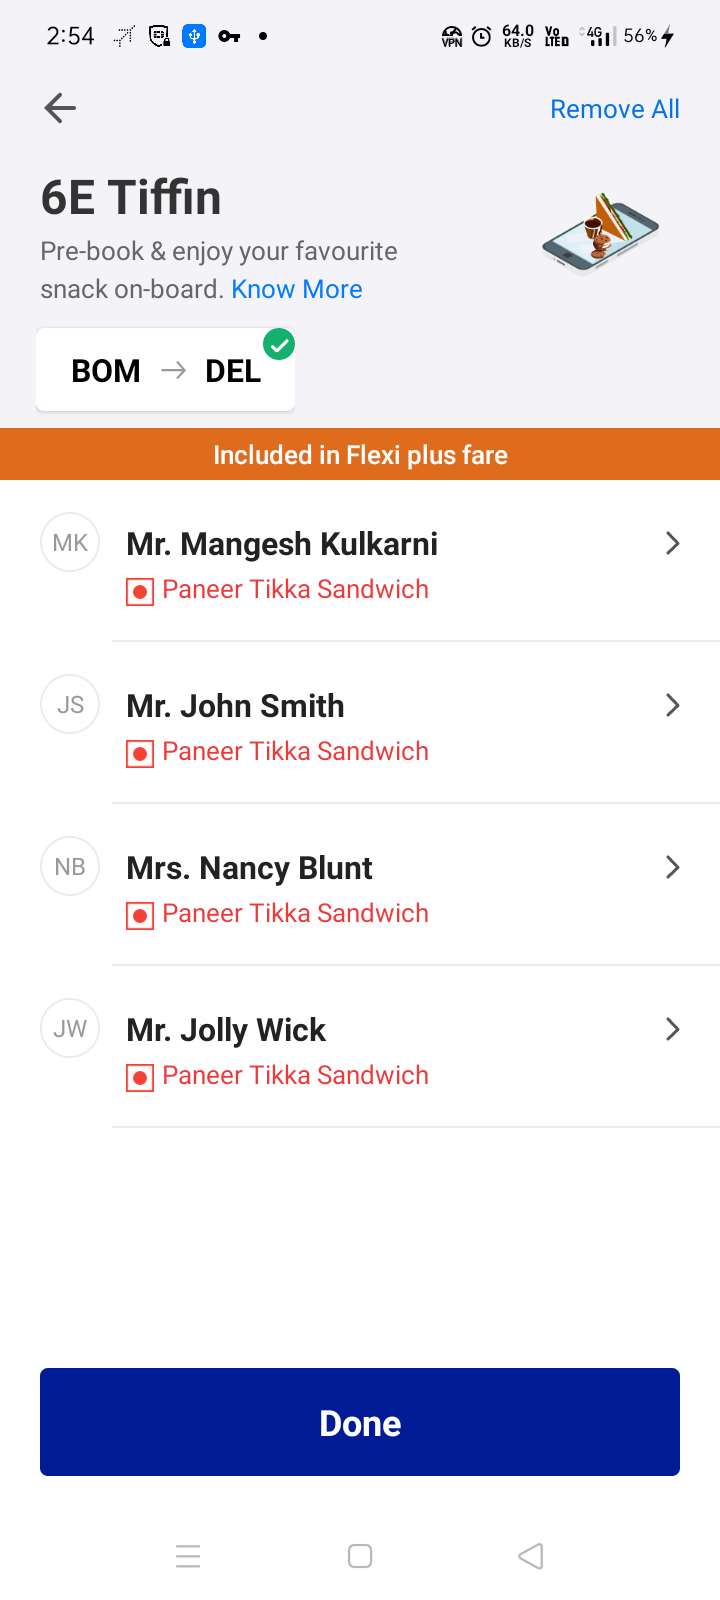 2:54 VPN 64.0 KB/S Vo LTED 4G 56%
Remove All
6E Tiffin
Pre-book & enjoy your favourite
snack on-board. Know More
BOM → DEL
Included in Flexi plus fare
MK Mr. Mangesh Kulkarni
Paneer Tikka Sandwich
JS Mr. John Smith
Paneer Tikka Sandwich
NB Mrs. Nancy Blunt
Paneer Tikka Sandwich
JW Mr. Jolly Wick
Paneer Tikka Sandwich
Done